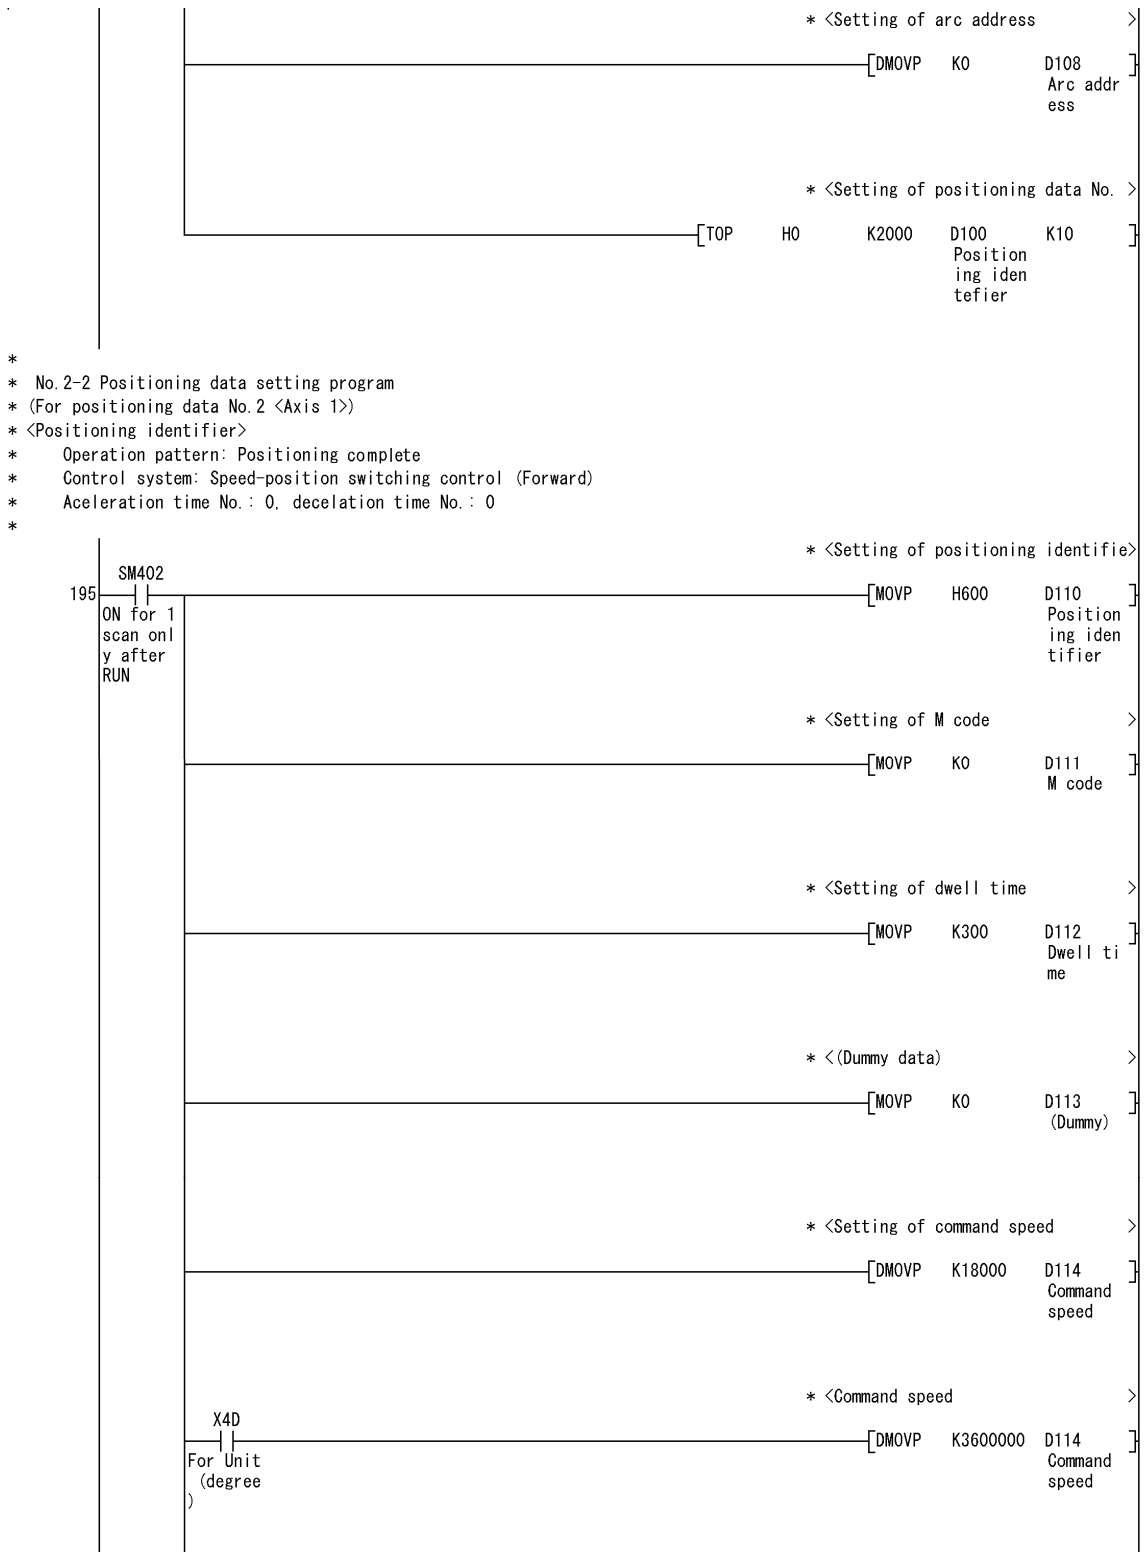 * <Setting of arc address >
DMOVP K0 D108
Arc addr
ess
* <Setting of positioning data No. >
TOP H0 K2000 D100 K10
Position
ing iden
tefier
*
* No.2-2 Positioning data setting program
* (For positioning data No.2 <Axis 1>)
* <Positioning identifier>
* Operation pattern: Positioning complete
* Control system: Speed-position switching control (Forward)
* Aceleration time No.: 0, decelation time No.: 0
*
* <Setting of positioning identifie>
SM402
195 MOVP H600 D110
ON for 1
scan onl
y after
RUN
Position
ing iden
tifier
* <Setting of M code >
MOVP K0 D111
M code
* <Setting of dwell time >
MOVP K300 D112
Dwell ti
me
* <(Dummy data) >
MOVP K0 D113
(Dummy)
* <Setting of command speed >
DMOVP K18000 D114
Command
speed
* <Command speed >
X4D
DMOVP K3600000 D114
For Unit
(degree
)
Command
speed